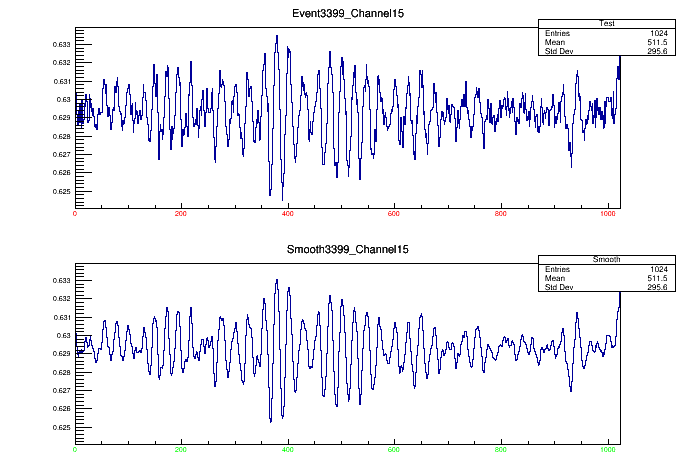 Event3399_Channel15
Test
Entries 1024
Mean 511.5
Std Dev 295.6
0.633
0.632
0.631
0.63
0.629
0.628
0.627
0.626
0.625
0 200 400 600 800 1000
Smooth3399_Channel15
Smooth
Entries 1024
Mean 511.5
Std Dev 295.6
0.633
0.632
0.631
0.63
0.629
0.628
0.627
0.626
0.625
0 200 400 600 800 1000